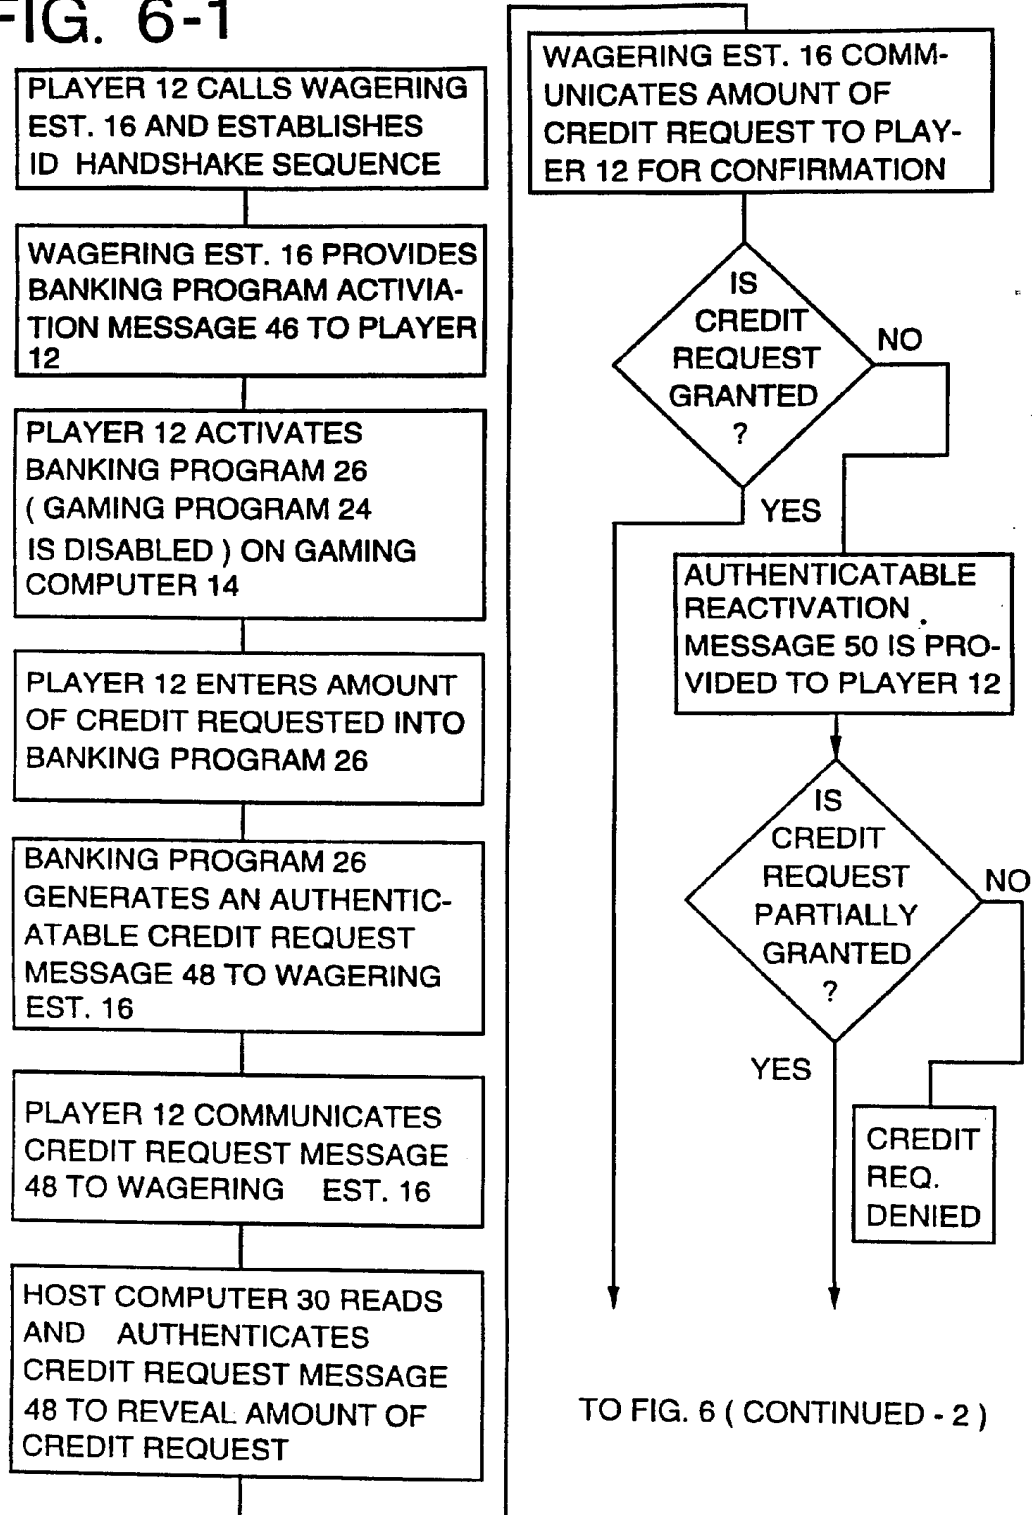 FIG. 6-1
PLAYER 12 CALLS WAGERING
EST. 16 AND ESTABLISHES
ID HANDSHAKE SEQUENCE
WAGERING EST. 16 PROVIDES
BANKING PROGRAM ACTIVIA-
TION MESSAGE 46 TO PLAYER
12
PLAYER 12 ACTIVATES
BANKING PROGRAM 26
( GAMING PROGRAM 24
IS DISABLED ) ON GAMING
COMPUTER 14
PLAYER 12 ENTERS AMOUNT
OF CREDIT REQUESTED INTO
BANKING PROGRAM 26
BANKING PROGRAM 26
GENERATES AN AUTHENTIC-
ATABLE CREDIT REQUEST
MESSAGE 48 TO WAGERING
EST. 16
PLAYER 12 COMMUNICATES
CREDIT REQUEST MESSAGE
48 TO WAGERING EST. 16
HOST COMPUTER 30 READS
AND AUTHENTICATES
CREDIT REQUEST MESSAGE
48 TO REVEAL AMOUNT OF
CREDIT REQUEST
WAGERING EST. 16 COMM-
UNICATES AMOUNT OF
CREDIT REQUEST TO PLAY-
ER 12 FOR CONFIRMATION
IS
CREDIT
REQUEST
GRANTED
?
NO
YES
AUTHENTICATABLE
REACTIVATION
MESSAGE 50 IS PRO-
VIDED TO PLAYER 12
IS
CREDIT
REQUEST
PARTIALLY
GRANTED
?
NO
YES
CREDIT
REQ.
DENIED
TO FIG. 6 ( CONTINUED - 2 )